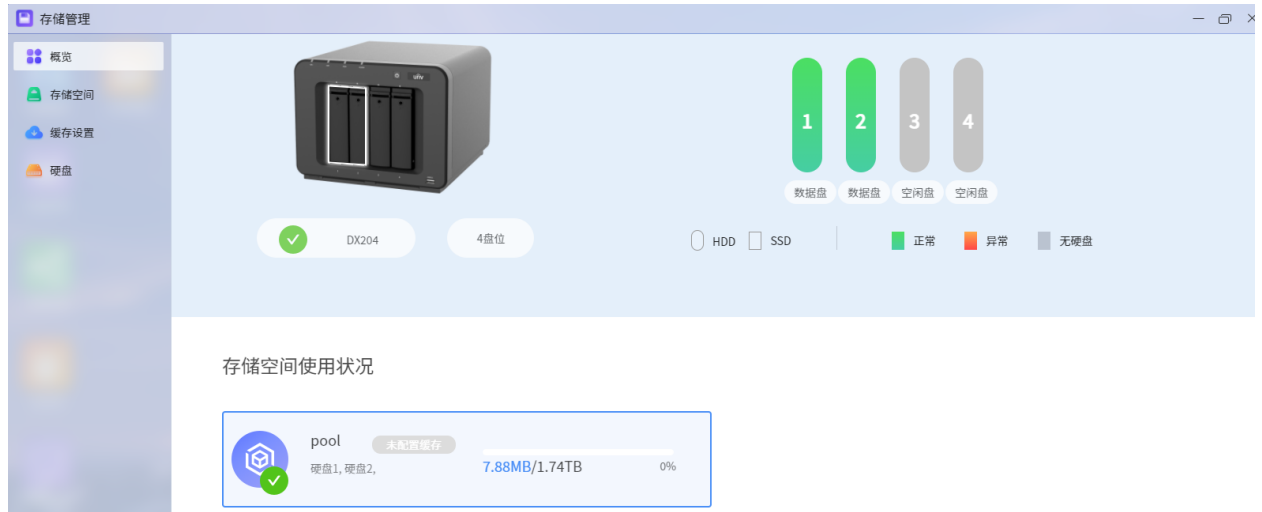 存储管理
概览
存储空间
缓存设置
硬盘
unv
1 2 3 4
数据盘 数据盘 空闲盘 空闲盘
DX204 4盘位
HDD SSD 正常 异常 无硬盘
存储空间使用状况
pool 未配置缓存
硬盘1, 硬盘2, 7.88MB/1.74TB 0%